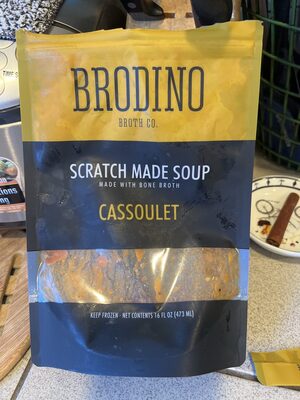 BRODINO
BROTH CO.
SCRATCH MADE SOUP
MADE WITH BONE BROTH
CASSOULET
KEEP FROZEN • NET CONTENTS 16 FL OZ (473 ML)